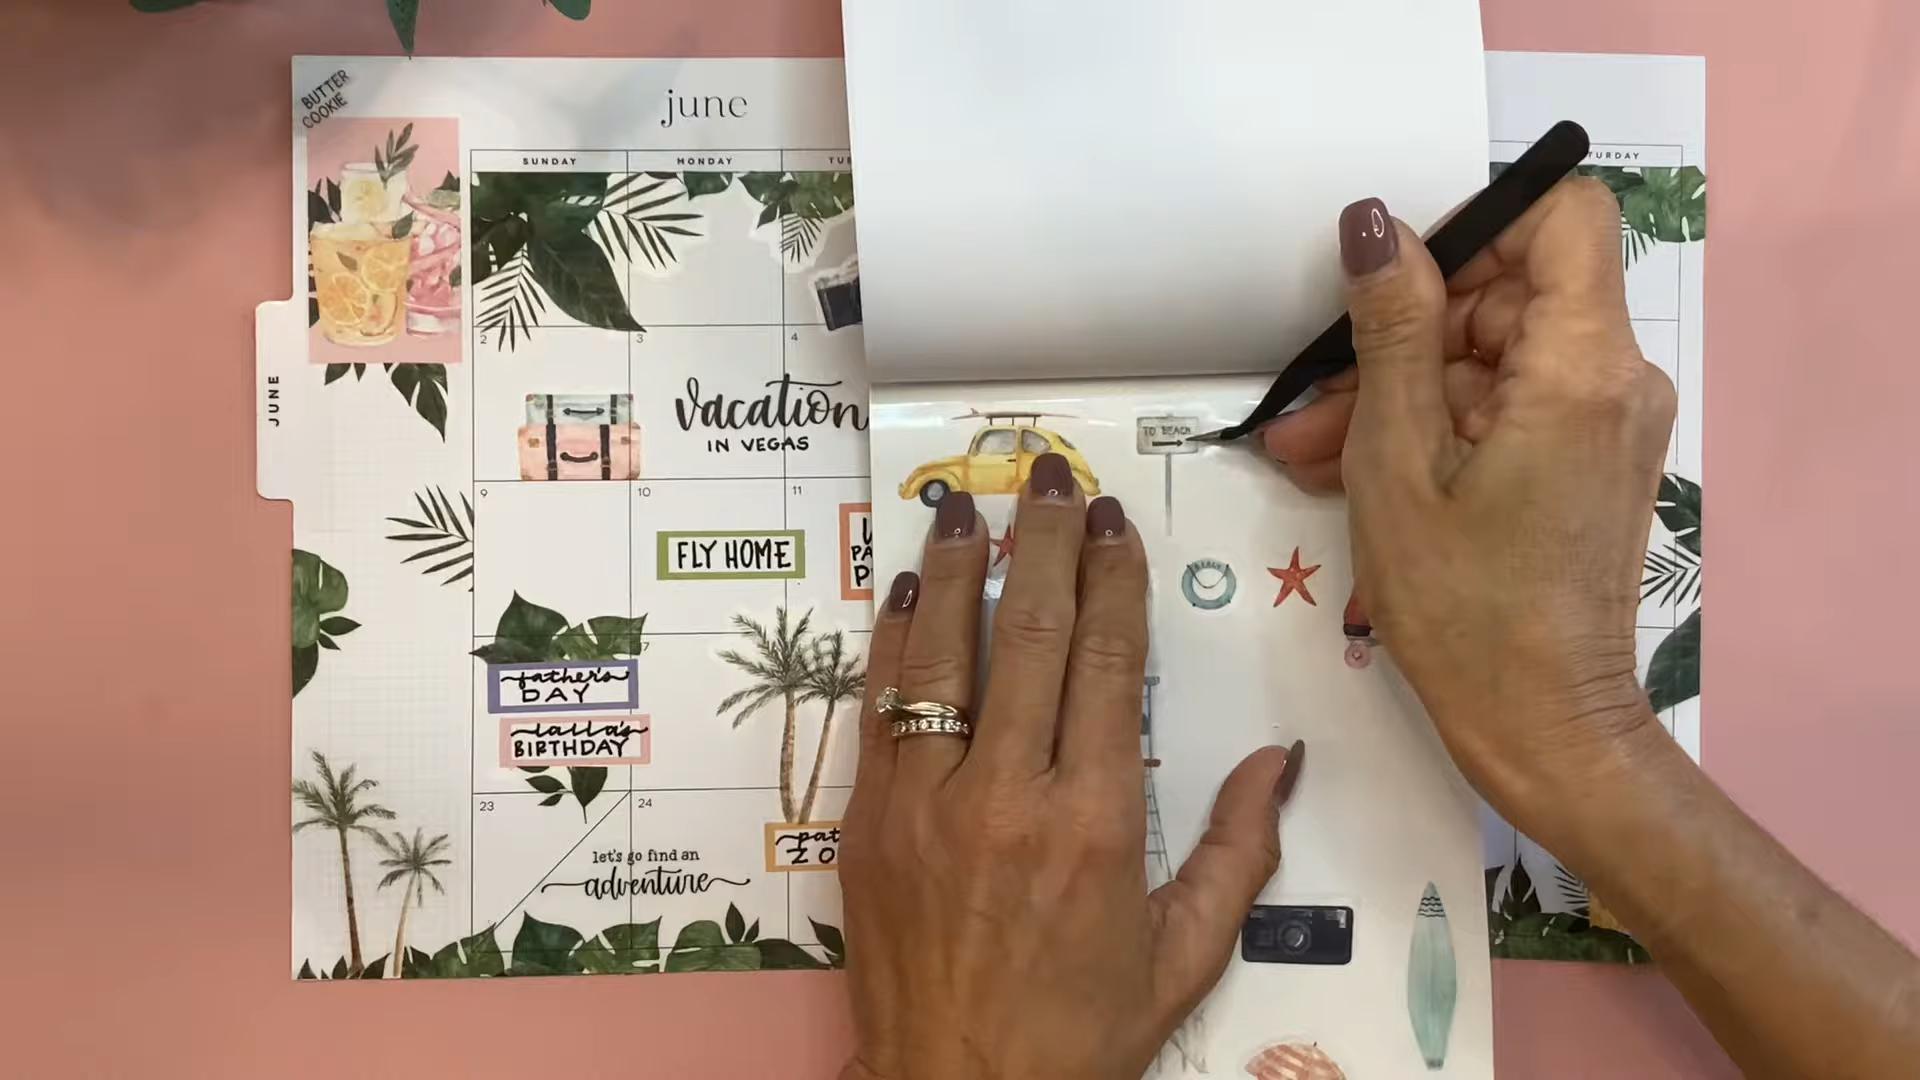 BUTTER
COOKIE
june
SUNDAY
MONDAY
JUNE
2
3
4
vacation
IN VEGAS
TO BEACH
9
10
11
FLY HOME
BEACH
father's
DAY
lalla's
BIRTHDAY
23
24
let's go find an
adventure